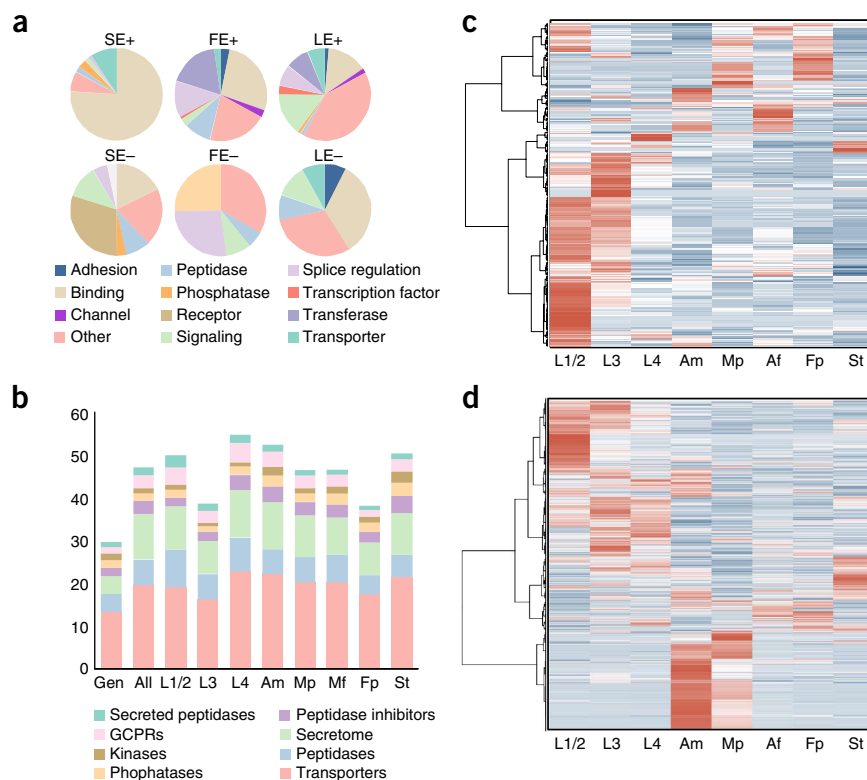 a
SE+ FE+ LE+
SE– FE– LE–
Adhesion Peptidase Splice regulation
Binding Phosphatase Transcription factor
Channel Receptor Transferase
Other Signaling Transporter
b
60
50
40
30
20
10
0
Gen All L1/2 L3 L4 Am Mp Mf Fp St
Secreted peptidases Peptidase inhibitors
GCPRs Secretome
Kinases Peptidases
Phophatases Transporters
c
L1/2 L3 L4 Am Mp Af Fp St
d
L1/2 L3 L4 Am Mp Af Fp St